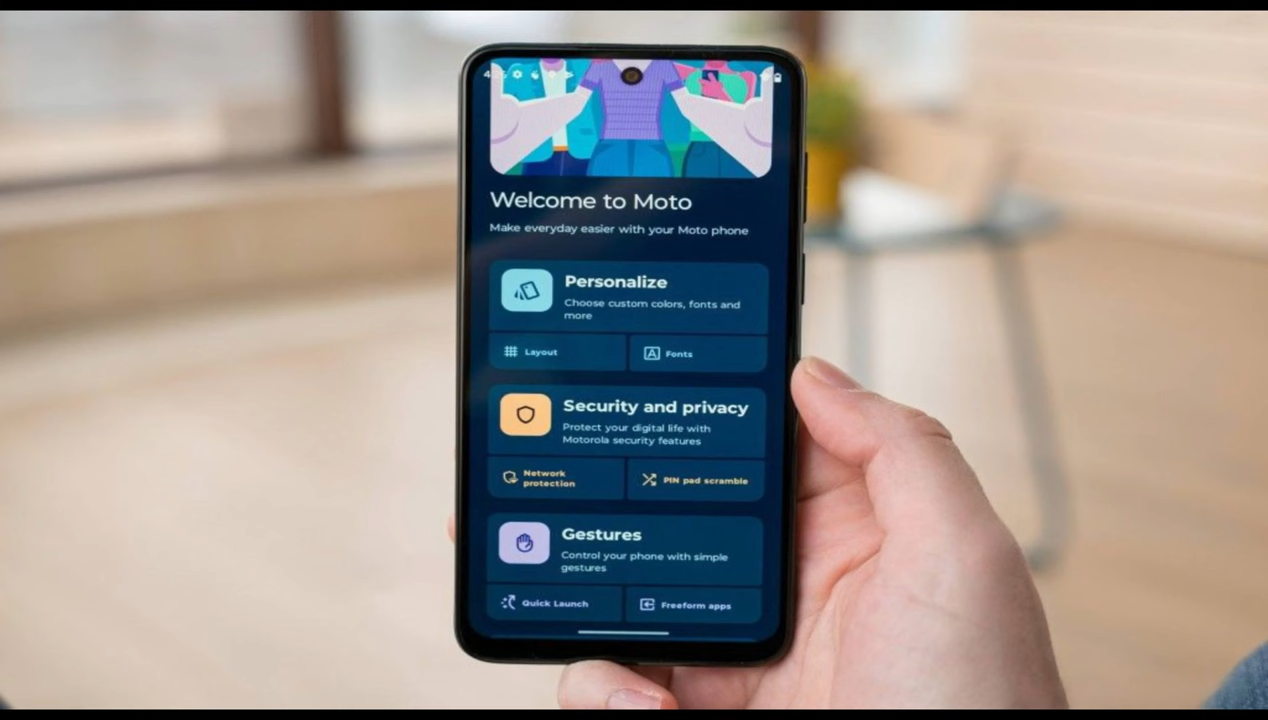 Welcome to Moto
Make everyday easier with your Moto phone
Personalize
Choose custom colors, fonts and
more
Layout
Fonts
Security and privacy
Protect your digital life with
Motorola security features
Network
protection
PIN pad scramble
Gestures
Control your phone with simple
gestures
Quick Launch
Freeform apps